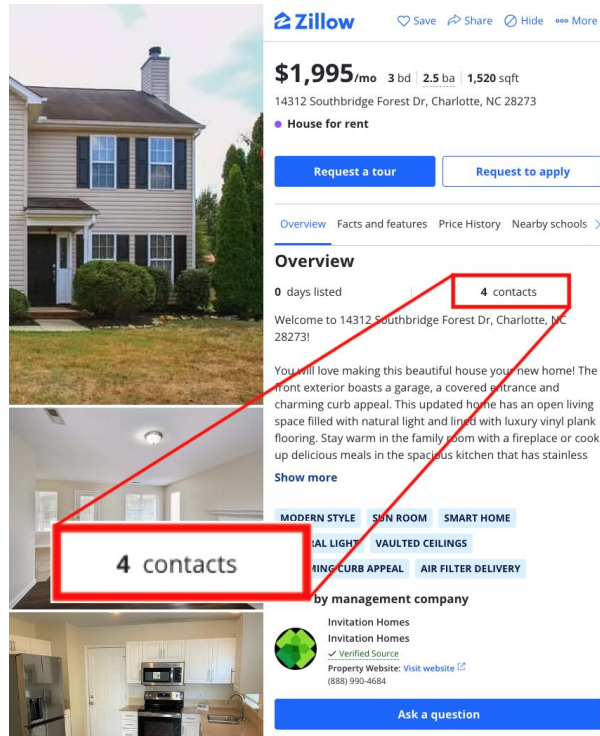 Zillow
Save Share Hide More
$1,995/mo 3 bd 2.5 ba 1,520 sqft
14312 Southbridge Forest Dr, Charlotte, NC 28273
House for rent
Request a tour Request to apply
Overview Facts and features Price History Nearby schools
Overview
0 days listed 4 contacts
Welcome to 14312 Southbridge Forest Dr, Charlotte, NC
28273!
You will love making this beautiful house your new home! The
front exterior boasts a garage, a covered entrance and
charming curb appeal. This updated home has an open living
space filled with natural light and lined with luxury vinyl plank
flooring. Stay warm in the family room with a fireplace or cook
up delicious meals in the spacious kitchen that has stainless
Show more
MODERN STYLE SUN ROOM SMART HOME
LIGHT VAULTED CEILINGS
CURB APPEAL AIR FILTER DELIVERY
4 contacts
by management company
Invitation Homes
Invitation Homes
Verified Source
Property Website: Visit website
(888) 990-4684
Ask a question